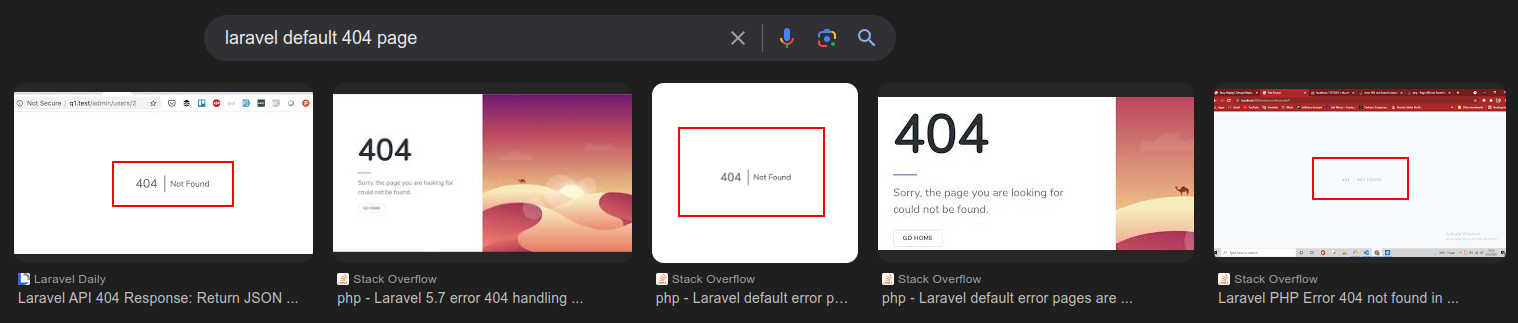 laravel default 404 page
Not Secure | q1.test/admin/users/2
404 | Not Found
404
Sorry, the page you are looking for
could not be found.
GO HOME
404 | Not Found
404
Sorry, the page you are looking for
could not be found.
GO HOME
404 | NOT FOUND
Activate Windows
Laravel Daily
Laravel API 404 Response: Return JSON ...
Stack Overflow
php - Laravel 5.7 error 404 handling ...
Stack Overflow
php - Laravel default error p...
Stack Overflow
php - Laravel default error pages are ...
Stack Overflow
Laravel PHP Error 404 not found in ...